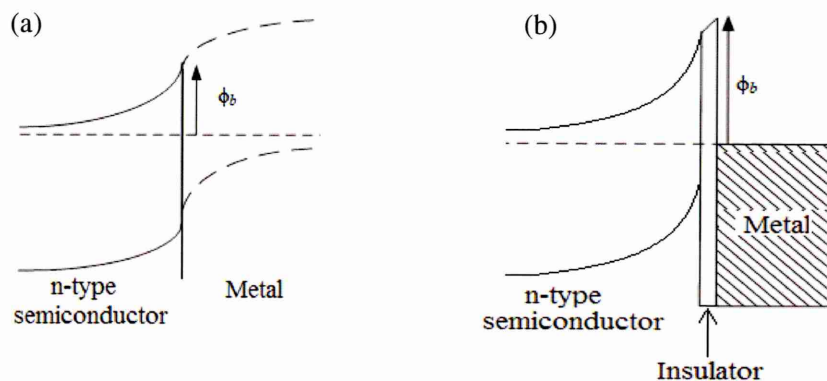 (a)
ϕb
n-type
semiconductor
Metal
(b)
ϕb
Metal
n-type
semiconductor
Insulator